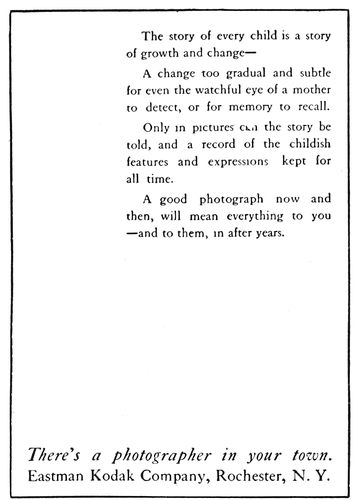 The story of every child is a story
of growth and change—
A change too gradual and subtle
for even the watchful eye of a mother
to detect, or for memory to recall.
Only in pictures can the story be
told, and a record of the childish
features and expressions kept for
all time.
A good photograph now and
then, will mean everything to you
—and to them, in after years.
There's a photographer in your town.
Eastman Kodak Company, Rochester, N. Y.